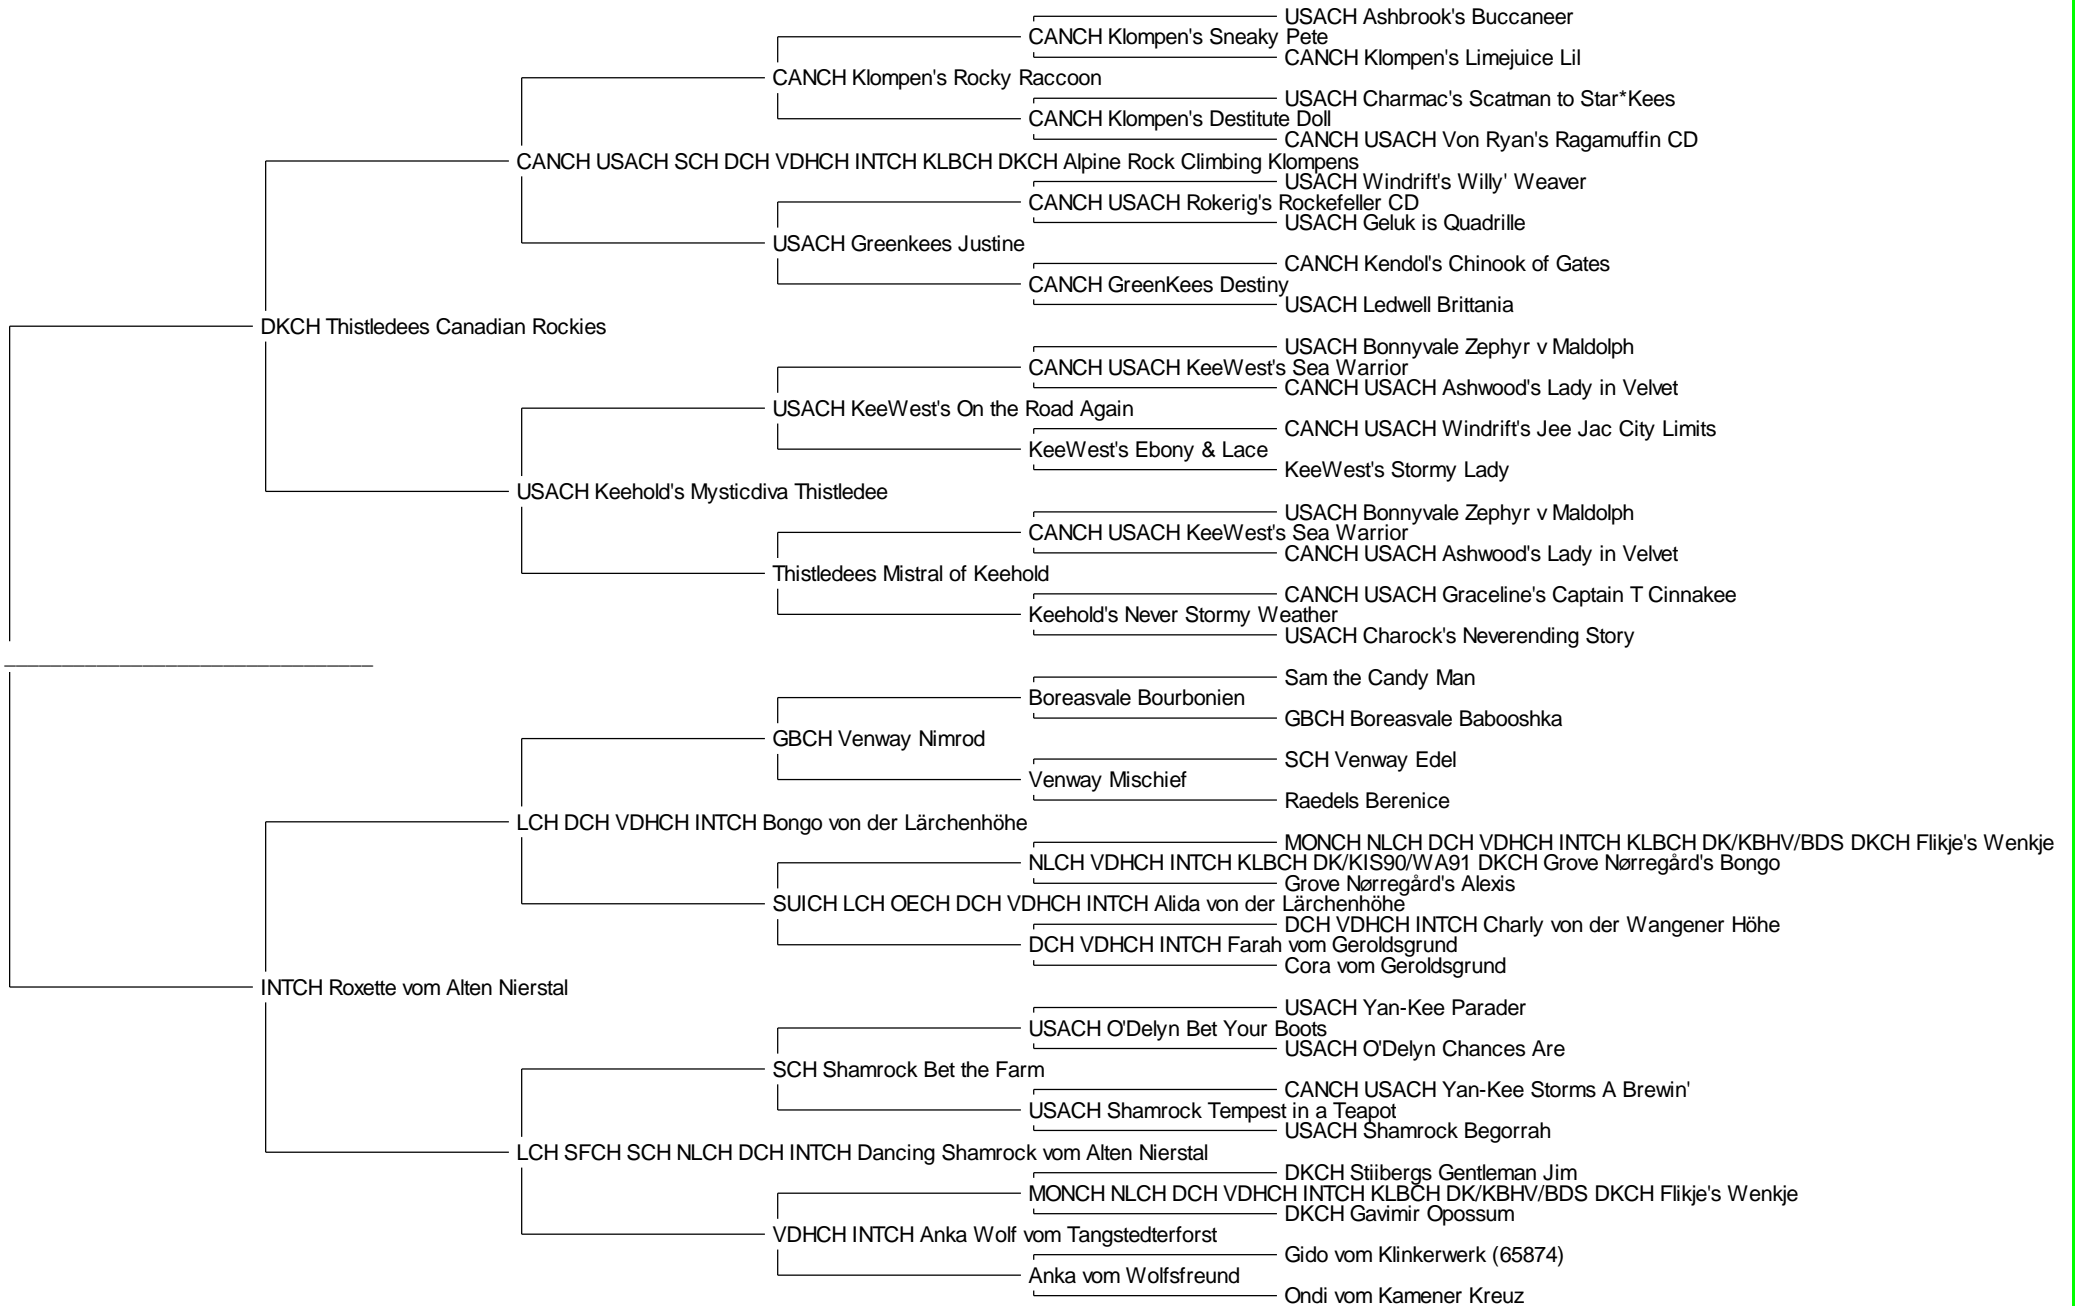 USACH Ashbrook's Buccaneer
CANCH Klompen's Sneaky Pete
CANCH Klompen's Limejuice Lil
CANCH Klompen's Rocky Raccoon
USACH Charmac's Scatman to Star*Kees
CANCH Klompen's Destitute Doll
CANCH USACH Von Ryan's Ragamuffin CD
CANCH USACH SCH DCH VDHCH INTCH KLBCH DKCH Alpine Rock Climbing Klompens
USACH Windrift's Willy' Weaver
CANCH USACH Rokerig's Rockefeller CD
USACH Geluk is Quadrille
USACH Greenkees Justine
CANCH Kendol's Chinook of Gates
CANCH GreenKees Destiny
USACH Ledwell Brittania
DKCH Thistledees Canadian Rockies
USACH Bonnyvale Zephyr v Maldolph
CANCH USACH KeeWest's Sea Warrior
CANCH USACH Ashwood's Lady in Velvet
USACH KeeWest's On the Road Again
CANCH USACH Windrift's Jee Jac City Limits
KeeWest's Ebony & Lace
KeeWest's Stormy Lady
USACH Keehold's Mysticdiva Thistledee
USACH Bonnyvale Zephyr v Maldolph
CANCH USACH KeeWest's Sea Warrior
CANCH USACH Ashwood's Lady in Velvet
Thistledees Mistral of Keehold
CANCH USACH Graceline's Captain T Cinnakee
Keehold's Never Stormy Weather
USACH Charock's Neverending Story
Sam the Candy Man
Boreasvale Bourbonien
GBCH Boreasvale Babooshka
GBCH Venway Nimrod
SCH Venway Edel
Venway Mischief
Raedels Berenice
LCH DCH VDHCH INTCH Bongo von der Lärchenhöhe
MONCH NLCH DCH VDHCH INTCH KLBCH DK/KBHV/BDS DKCH Flikje's Wenkje
NLCH VDHCH INTCH KLBCH DK/KIS90/WA91 DKCH Grove Nørregård's Bongo
Grove Nørregård's Alexis
SUICH LCH OECH DCH VDHCH INTCH Alida von der Lärchenhöhe
DCH VDHCH INTCH Charly von der Wangener Höhe
DCH VDHCH INTCH Farah vom Geroldsgrund
Cora vom Geroldsgrund
INTCH Roxette vom Alten Nierstal
USACH Yan-Kee Parader
USACH O'Delyn Bet Your Boots
USACH O'Delyn Chances Are
SCH Shamrock Bet the Farm
CANCH USACH Yan-Kee Storms A Brewin'
USACH Shamrock Tempest in a Teapot
USACH Shamrock Begorrah
LCH SFCH SCH NLCH DCH INTCH Dancing Shamrock vom Alten Nierstal
DKCH Stiibergs Gentleman Jim
MONCH NLCH DCH VDHCH INTCH KLBCH DK/KBHV/BDS DKCH Flikje's Wenkje
DKCH Gavimir Opossum
VDHCH INTCH Anka Wolf vom Tangstedterforst
Gido vom Klinkerwerk (65874)
Anka vom Wolfsfreund
Ondi vom Kamener Kreuz